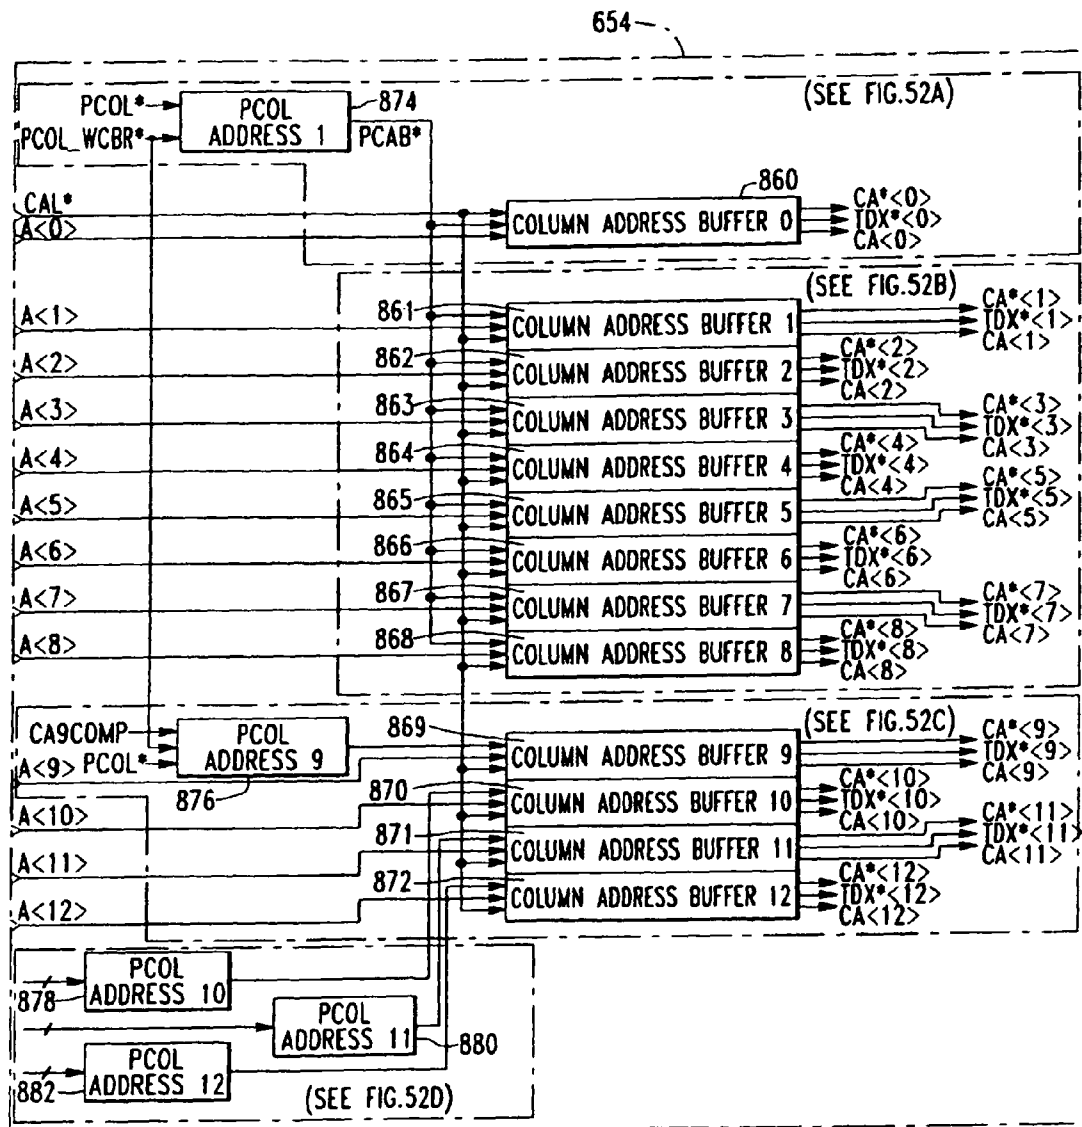 654
(SEE FIG.52A)
PCOL*
PCOL_WCBR*
PCOL
ADDRESS 1
874
PCAB*
CAL*
A<0>
860
COLUMN ADDRESS BUFFER 0
CA*<0>
TDX*<0>
CA<0>
(SEE FIG.52B)
A<1>
861
COLUMN ADDRESS BUFFER 1
CA*<1>
TDX*<1>
CA<1>
A<2>
862
COLUMN ADDRESS BUFFER 2
CA*<2>
TDX*<2>
CA<2>
A<3>
863
COLUMN ADDRESS BUFFER 3
CA*<3>
TDX*<3>
CA<3>
A<4>
864
COLUMN ADDRESS BUFFER 4
CA*<4>
TDX*<4>
CA<4>
A<5>
865
COLUMN ADDRESS BUFFER 5
CA*<5>
TDX*<5>
CA<5>
A<6>
866
COLUMN ADDRESS BUFFER 6
CA*<6>
TDX*<6>
CA<6>
A<7>
867
COLUMN ADDRESS BUFFER 7
CA*<7>
TDX*<7>
CA<7>
A<8>
868
COLUMN ADDRESS BUFFER 8
CA*<8>
TDX*<8>
CA<8>
(SEE FIG.52C)
CA9COMP
A<9>
PCOL*
PCOL
ADDRESS 9
876
869
COLUMN ADDRESS BUFFER 9
CA*<9>
TDX*<9>
CA<9>
A<10>
870
COLUMN ADDRESS BUFFER 10
CA*<10>
TDX*<10>
CA<10>
A<11>
871
COLUMN ADDRESS BUFFER 11
CA*<11>
TDX*<11>
CA<11>
A<12>
872
COLUMN ADDRESS BUFFER 12
CA*<12>
TDX*<12>
CA<12>
878
PCOL
ADDRESS 10
PCOL
ADDRESS 11
880
882
PCOL
ADDRESS 12
(SEE FIG.52D)